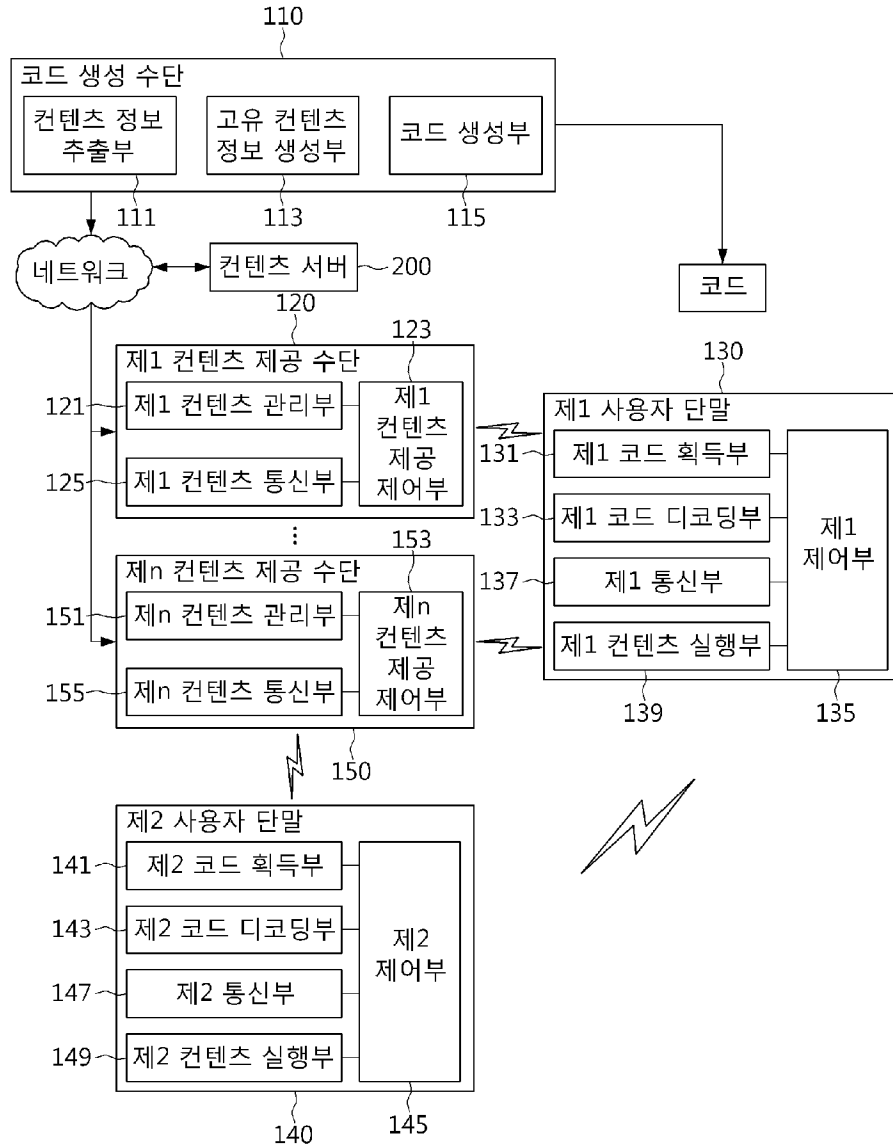 110
코드 생성 수단
컨텐츠 정보
추출부
고유 컨텐츠
정보 생성부
코드 생성부
111
113
115
네트워크
컨텐츠 서버
200
코드
120
123
제1 컨텐츠 제공 수단
121
제1 컨텐츠 관리부
125
제1 컨텐츠 통신부
제1
컨텐츠
제공
제어부
130
제1 사용자 단말
131
제1 코드 획득부
133
제1 코드 디코딩부
137
제1 통신부
제1 컨텐츠 실행부
제1
제어부
139
135
⋮
153
제n 컨텐츠 제공 수단
151
제n 컨텐츠 관리부
155
제n 컨텐츠 통신부
제n
컨텐츠
제공
제어부
150
제2 사용자 단말
141
제2 코드 획득부
143
제2 코드 디코딩부
147
제2 통신부
149
제2 컨텐츠 실행부
제2
제어부
140
145